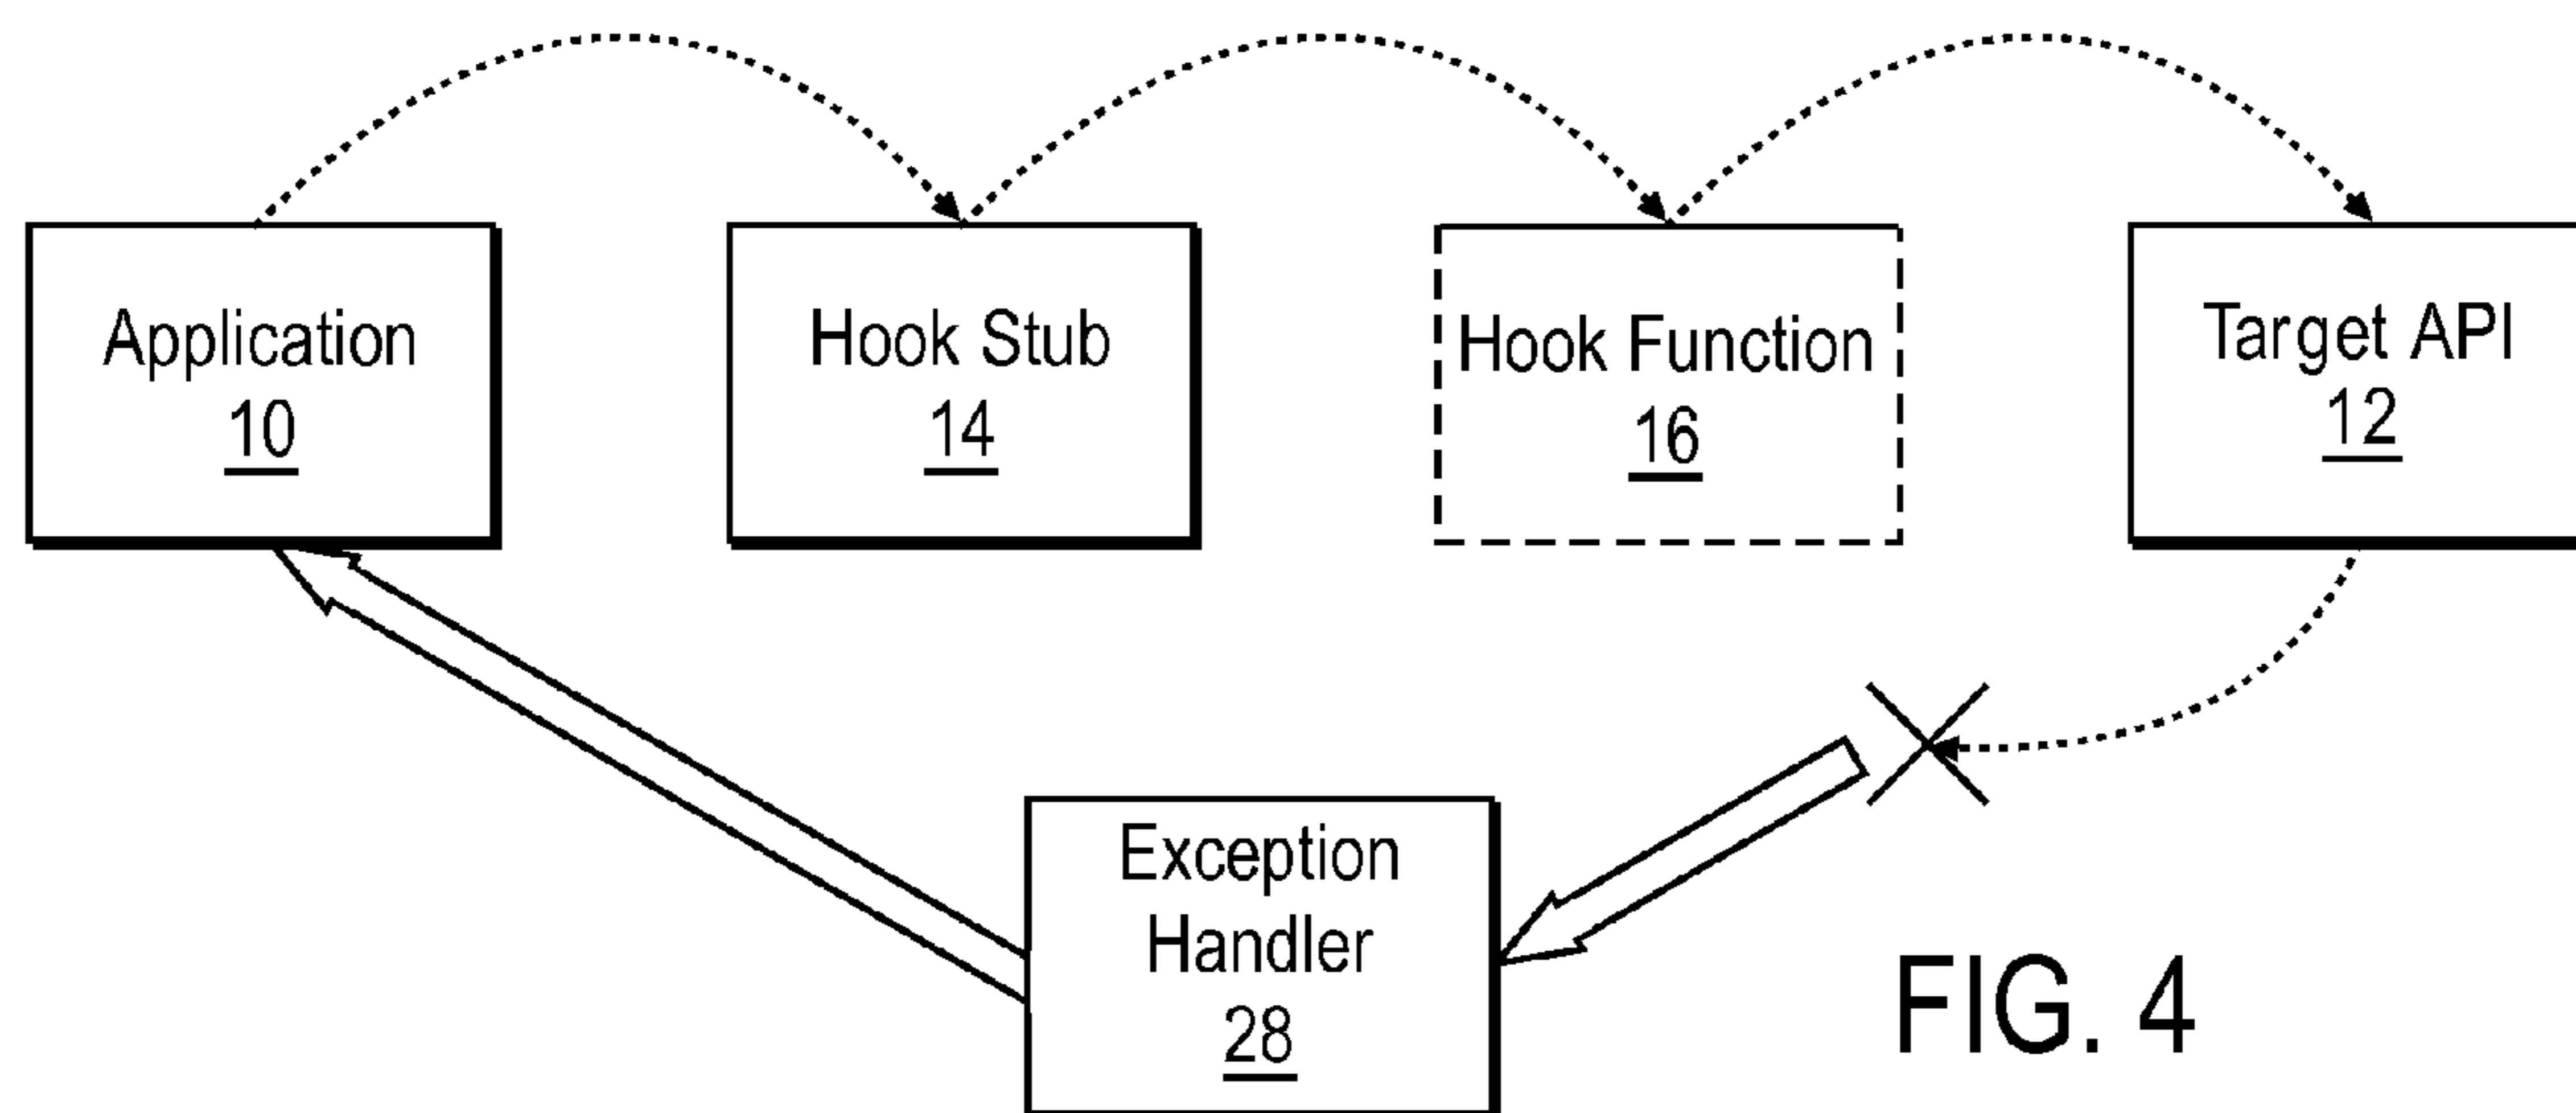 Application
10
Hook Stub
14
Hook Function
16
Target API
12
Exception
Handler
28
FIG. 4